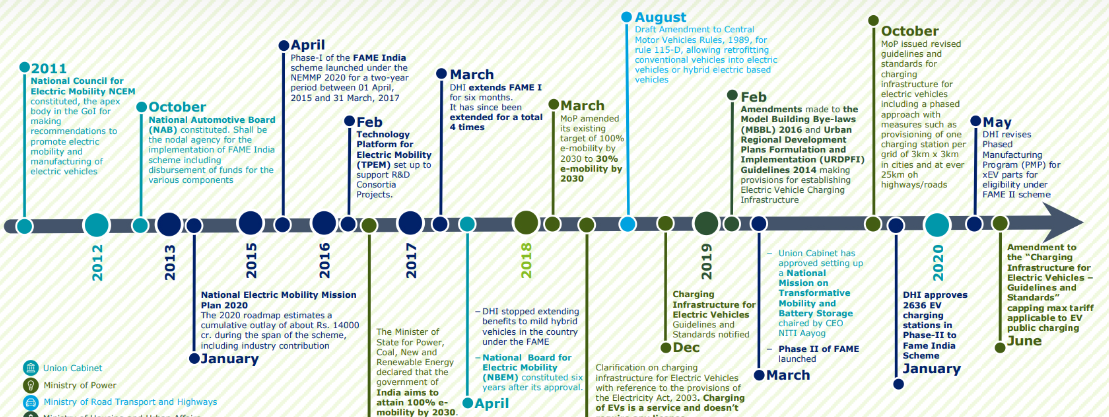 2011
National Council for
Electric Mobility NCEM
constituted, the apex
body in the GoI for
making
recommendations to
promote electric
mobility and
manufacturing of
electric vehicles
October
National Automotive Board
(NAB) constituted. Shall be
the nodal agency for the
implementation of FAME India
scheme including
disbursement of funds for the
various components
April
Phase-I of the FAME India
scheme launched under the
NEMMP 2020 for a two-year
period between 01 April,
2015 and 31 March, 2017
Feb
Technology
Platform for
Electric Mobility
(TPEM) set up to
support R&D
Consortia
Projects.
March
DHI extends FAME I
for six months.
It has since been
extended for a total
4 times
March
MoP amended
its existing
target of 100%
e-mobility by
2030 to 30%
e-mobility by
2030
August
Draft Amendment to Central
Motor Vehicles Rules, 1989, for
rule 115-D, allowing retrofitting
conventional vehicles into electric
vehicles or hybrid electric based
vehicles
Feb
Amendments made to the
Model Building Bye-laws
(MBBL) 2016 and Urban
Regional Development
Plans Formulation and
Implementation (URDPFI)
Guidelines 2014 making
provisions for establishing
Electric Vehicle Charging
Infrastructure
October
MoP issued revised
guidelines and
standards for
charging
infrastructure for
electric vehicles
including a phased
approach with
measures such as
provisioning of one
charging station per
grid of 3km x 3km
in cities and at ever
25km oh
highways/roads
May
DHI revises
Phased
Manufacturing
Program (PMP) for
xEV parts for
eligibility under
FAME II scheme
2012
2013
2015
2016
2017
2018
2019
2020
National Electric Mobility Mission
Plan 2020
The 2020 roadmap estimates a
cumulative outlay of about Rs. 14000
cr. during the span of the scheme,
including industry contribution
January
The Minister of
State for Power,
Coal, New and
Renewable Energy
declared that the
government of
India aims to
attain 100% e-
mobility by 2030.
– DHI stopped extending
benefits to mild hybrid
vehicles in the country
under the FAME
– National Board for
Electric Mobility
(NBEM) constituted six
years after its approval.
April
Clarification on charging
infrastructure for Electric Vehicles
with reference to the provisions of
the Electricity Act, 2003. Charging
of EVs is a service and doesn't
Charging
Infrastructure for
Electric Vehicles
Guidelines and
Standards notified
Dec
– Union Cabinet has
approved setting up
a National
Mission on
Transformative
Mobility and
Battery Storage
chaired by CEO
NITI Aayog
– Phase II of FAME
launched
March
DHI approves
2636 EV
charging
stations in
Phase-II to
Fame India
Scheme
January
Amendment to
the “Charging
Infrastructure for
Electric Vehicles –
Guidelines and
Standards”
capping max tariff
applicable to EV
public charging
June
Union Cabinet
Ministry of Power
Ministry of Road Transport and Highways